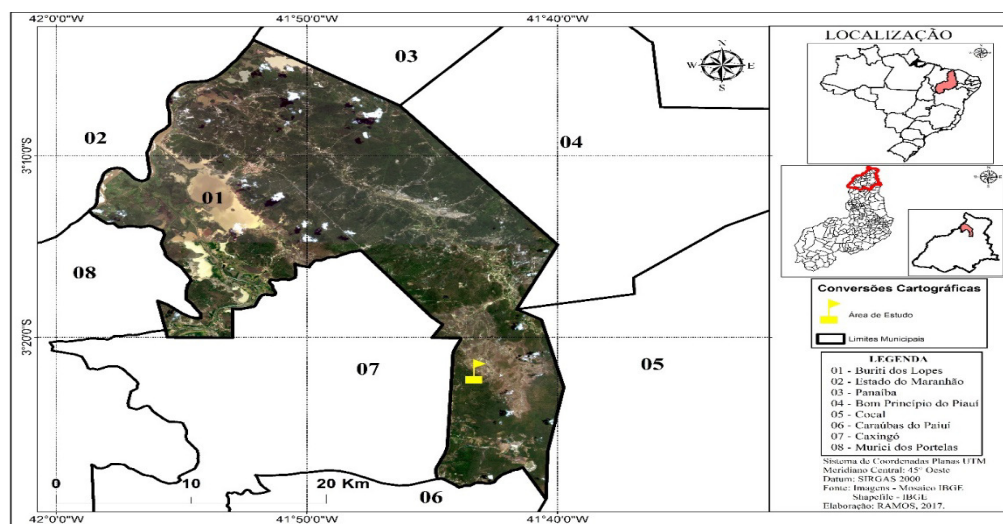 42°0'0"W 41°50'0"W 41°40'0"W
LOCALIZAÇÃO
N
W E
S
03
02
04
3°10'0"S
01
08
Conversões Cartográficas
Área de Estudo
Limites Municipais
3°20'0"S
07
05
LEGENDA
01 - Buriti dos Lopes
02 - Estado do Maranhão
03 - Panaíba
04 - Bom Princípio do Piauí
05 - Cocal
06 - Caraúbas do Paiuí
07 - Caxingó
08 - Murici dos Portelas
Sistema de Coordenadas Planas UTM
Meridiano Central: 45° Oeste
Datum: SIRGAS 2000
Fonte: Imagens - Mosaico IBGE
Shapefile - IBGE
Elaboração: RAMOS, 2017.
0 10 20 Km
06
42°0'0"W 41°50'0"W 41°40'0"W